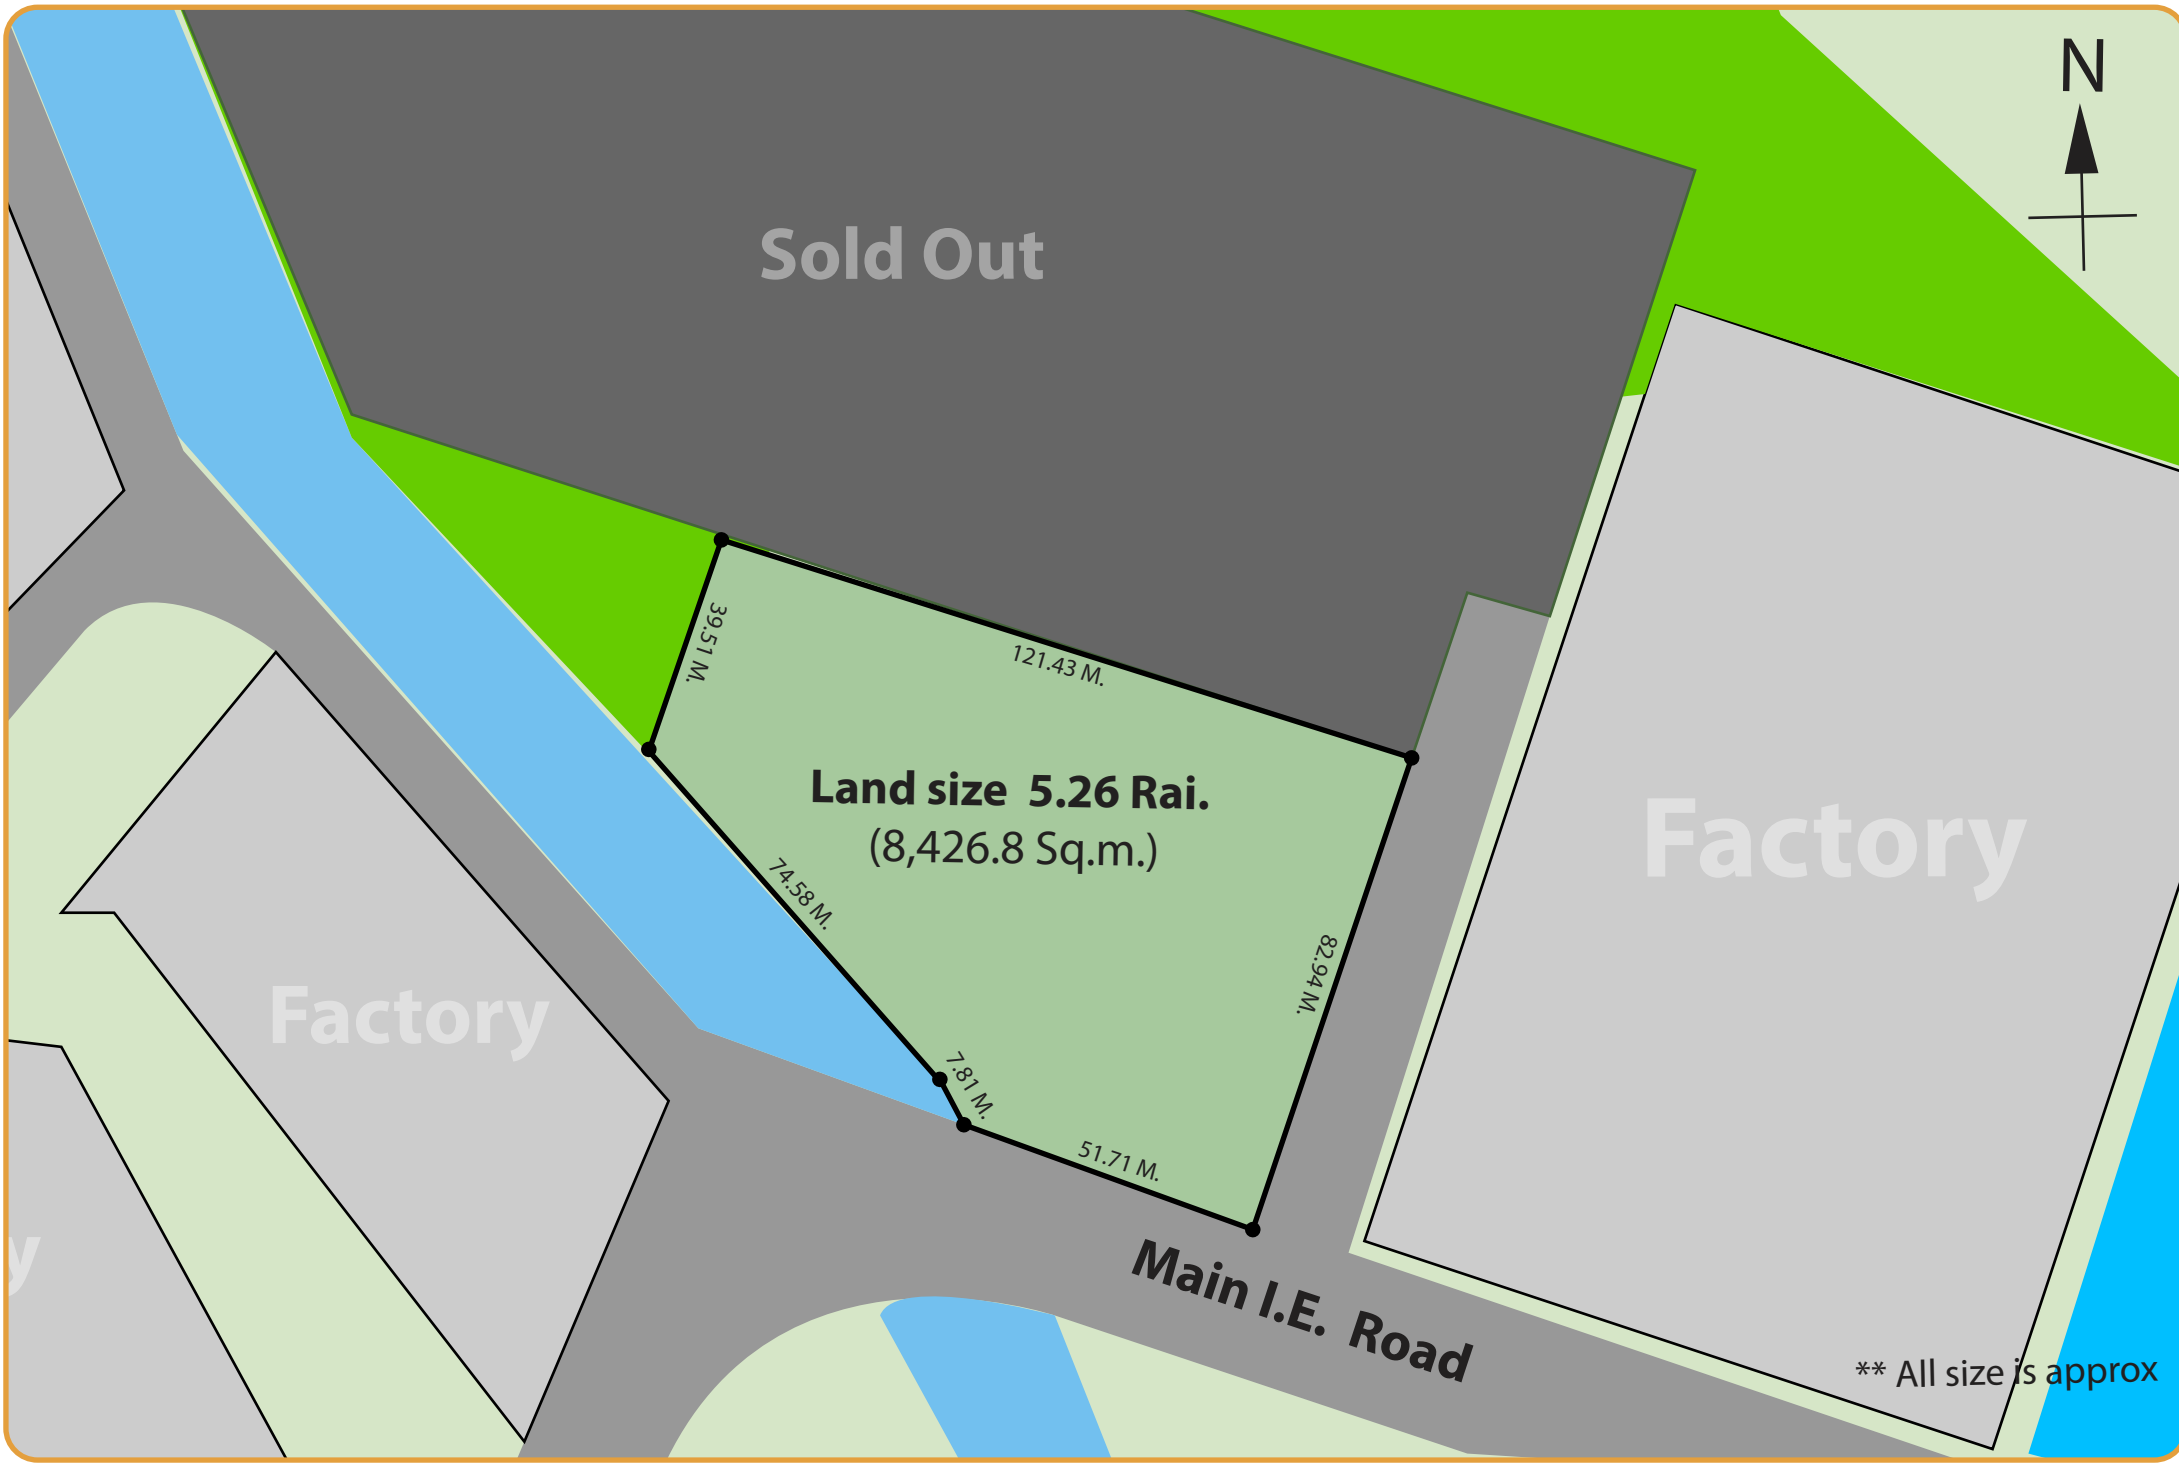 N
Sold Out
39.51 M.
121.43 M.
Land size 5.26 Rai.
(8,426.8 Sq.m.)
Factory
74.58 M.
82.94 M.
Factory
7.81 M.
51.71 M.
y
Main I.E. Road
** All size is approx